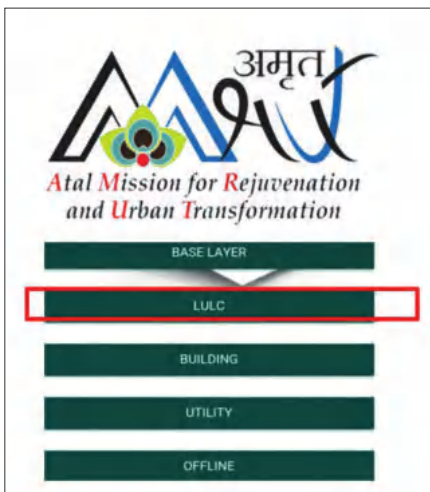 अमृत
Atal Mission for Rejuvenation
and Urban Transformation
BASE LAYER
LULC
BUILDING
UTILITY
OFFLINE